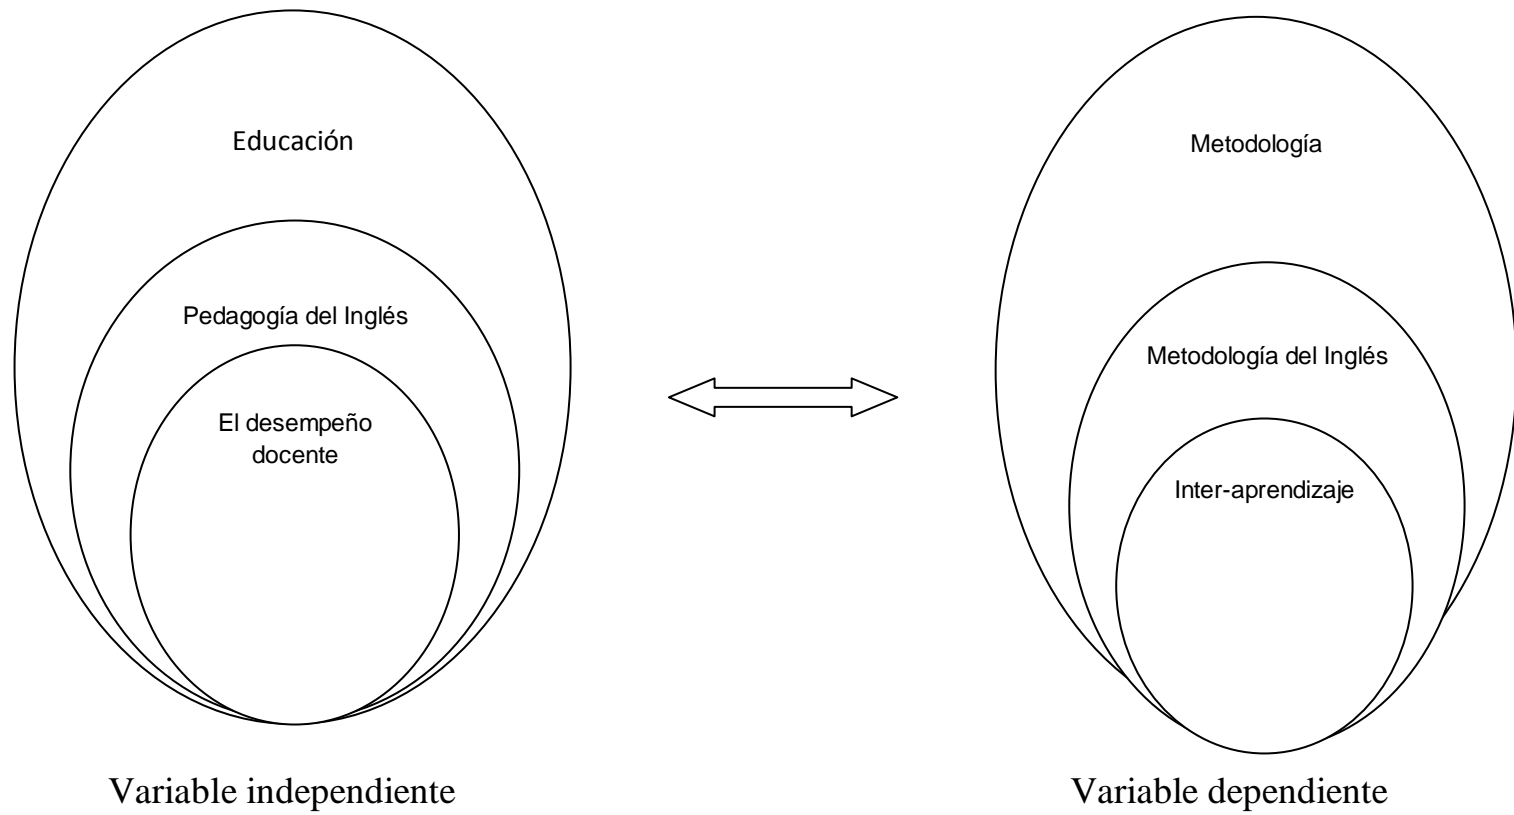 Educación
Pedagogía del Inglés
El desempeño
docente
Variable independiente
Metodología
Metodología del Inglés
Inter-aprendizaje
Variable dependiente